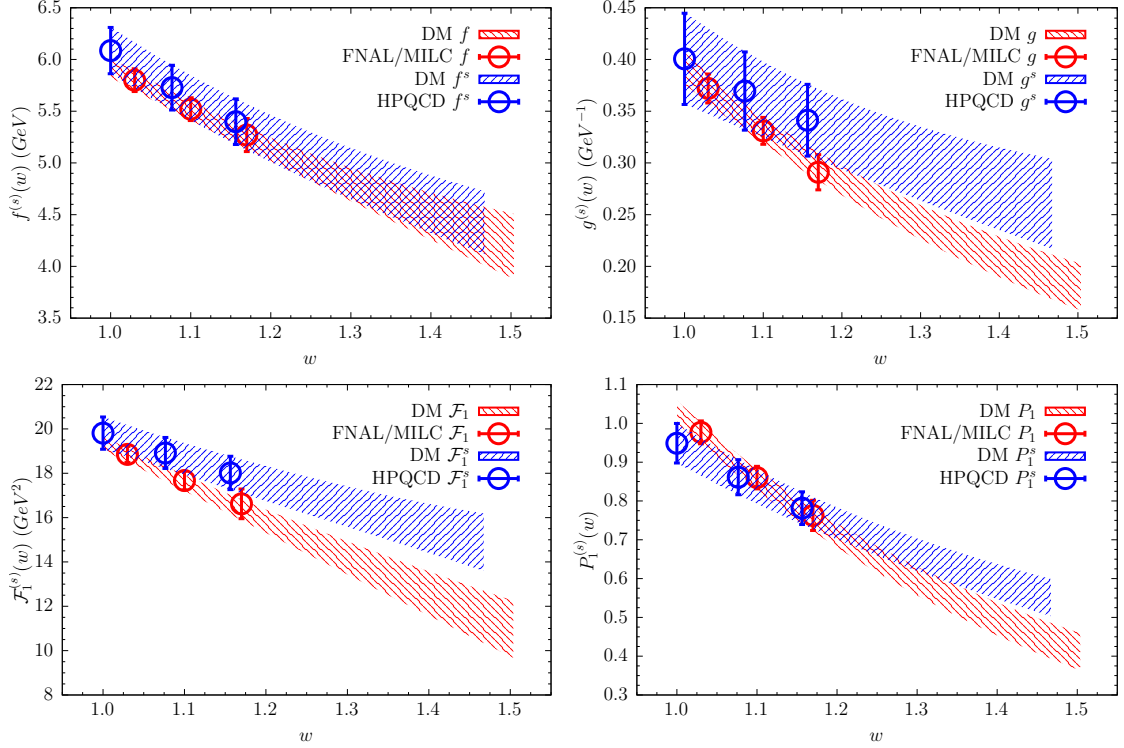 6.5
6.0
5.5
5.0
4.5
4.0
3.5
f^{(s)}(w) (GeV)
DM f
FNAL/MILC f
DM f^s
HPQCD f^s
1.0 1.1 1.2 1.3 1.4 1.5
w
0.45
0.40
0.35
0.30
0.25
0.20
0.15
g^{(s)}(w) (GeV^{−1})
DM g
FNAL/MILC g
DM g^s
HPQCD g^s
1.0 1.1 1.2 1.3 1.4 1.5
w
22
20
18
16
14
12
10
8
ℱ_1^{(s)}(w) (GeV^2)
DM ℱ_1
FNAL/MILC ℱ_1
DM ℱ_1^s
HPQCD ℱ_1^s
1.0 1.1 1.2 1.3 1.4 1.5
w
1.1
1.0
0.9
0.8
0.7
0.6
0.5
0.4
0.3
P_1^{(s)}(w)
DM P_1
FNAL/MILC P_1
DM P_1^s
HPQCD P_1^s
1.0 1.1 1.2 1.3 1.4 1.5
w